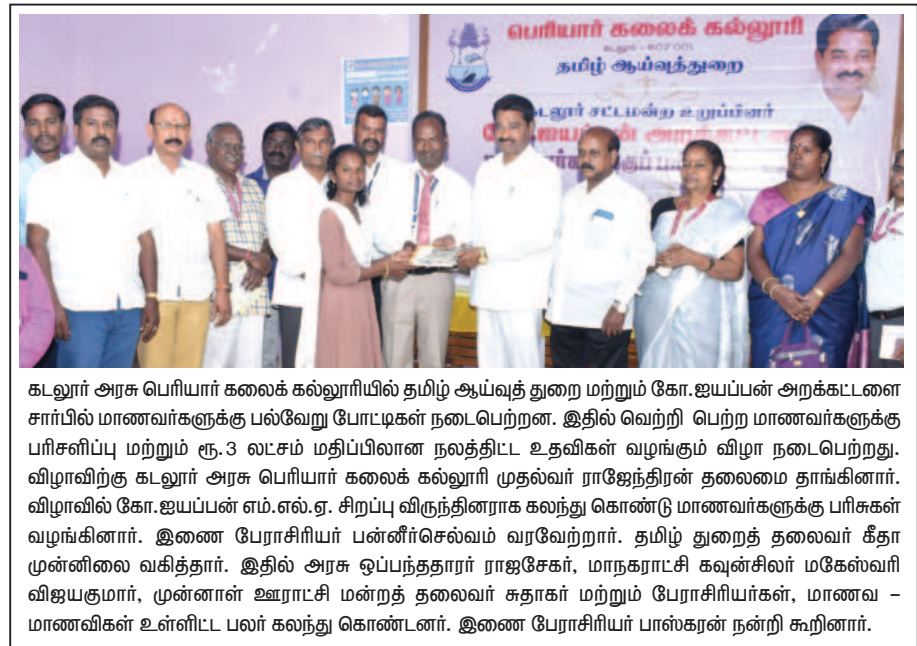 பெரியார் கலைக் கல்லூரி
கடலூர் - 607 001
தமிழ் ஆய்வுத்துறை
கடலூர் சட்டமன்ற உறுப்பினர்
கடலூர் அரசு பெரியார் கலைக் கல்லூரியில் தமிழ் ஆய்வுத் துறை மற்றும் கோ.ஐயப்பன் அறக்கட்டளை
சார்பில் மாணவர்களுக்கு பல்வேறு போட்டிகள் நடைபெற்றன. இதில் வெற்றி பெற்ற மாணவர்களுக்கு
பரிசளிப்பு மற்றும் ரூ.3 லட்சம் மதிப்பிலான நலத்திட்ட உதவிகள் வழங்கும் விழா நடைபெற்றது.
விழாவிற்கு கடலூர் அரசு பெரியார் கலைக் கல்லூரி முதல்வர் ராஜேந்திரன் தலைமை தாங்கினார்.
விழாவில் கோ.ஐயப்பன் எம்.எல்.ஏ. சிறப்பு விருந்தினராக கலந்து கொண்டு மாணவர்களுக்கு பரிசுகள்
வழங்கினார். இணை பேராசிரியர் பன்னீர்செல்வம் வரவேற்றார். தமிழ் துறைத் தலைவர் கீதா
முன்னிலை வகித்தார். இதில் அரசு ஒப்பந்ததாரர் ராஜசேகர், மாநகராட்சி கவுன்சிலர் மகேஸ்வரி
விஜயகுமார், முன்னாள் ஊராட்சி மன்றத் தலைவர் சுதாகர் மற்றும் பேராசிரியர்கள், மாணவ –
மாணவிகள் உள்ளிட்ட பலர் கலந்து கொண்டனர். இணை பேராசிரியர் பாஸ்கரன் நன்றி கூறினார்.